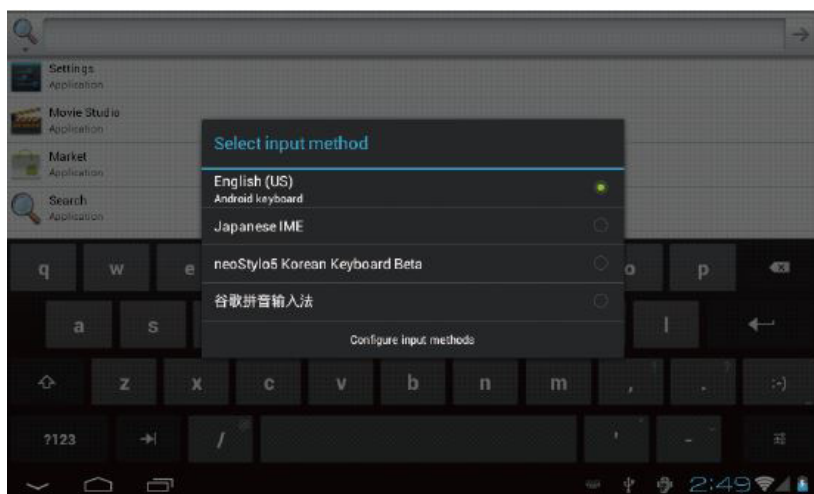 Settings
Application
Movie Studio
Application
Market
Application
Search
Application
Select input method
English (US)
Android keyboard
Japanese IME
neoStylo5 Korean Keyboard Beta
谷歌拼音输入法
Configure input methods
q w e o p
a s l
z x c v b n m , .  :-)
?123 / ' -
2:49